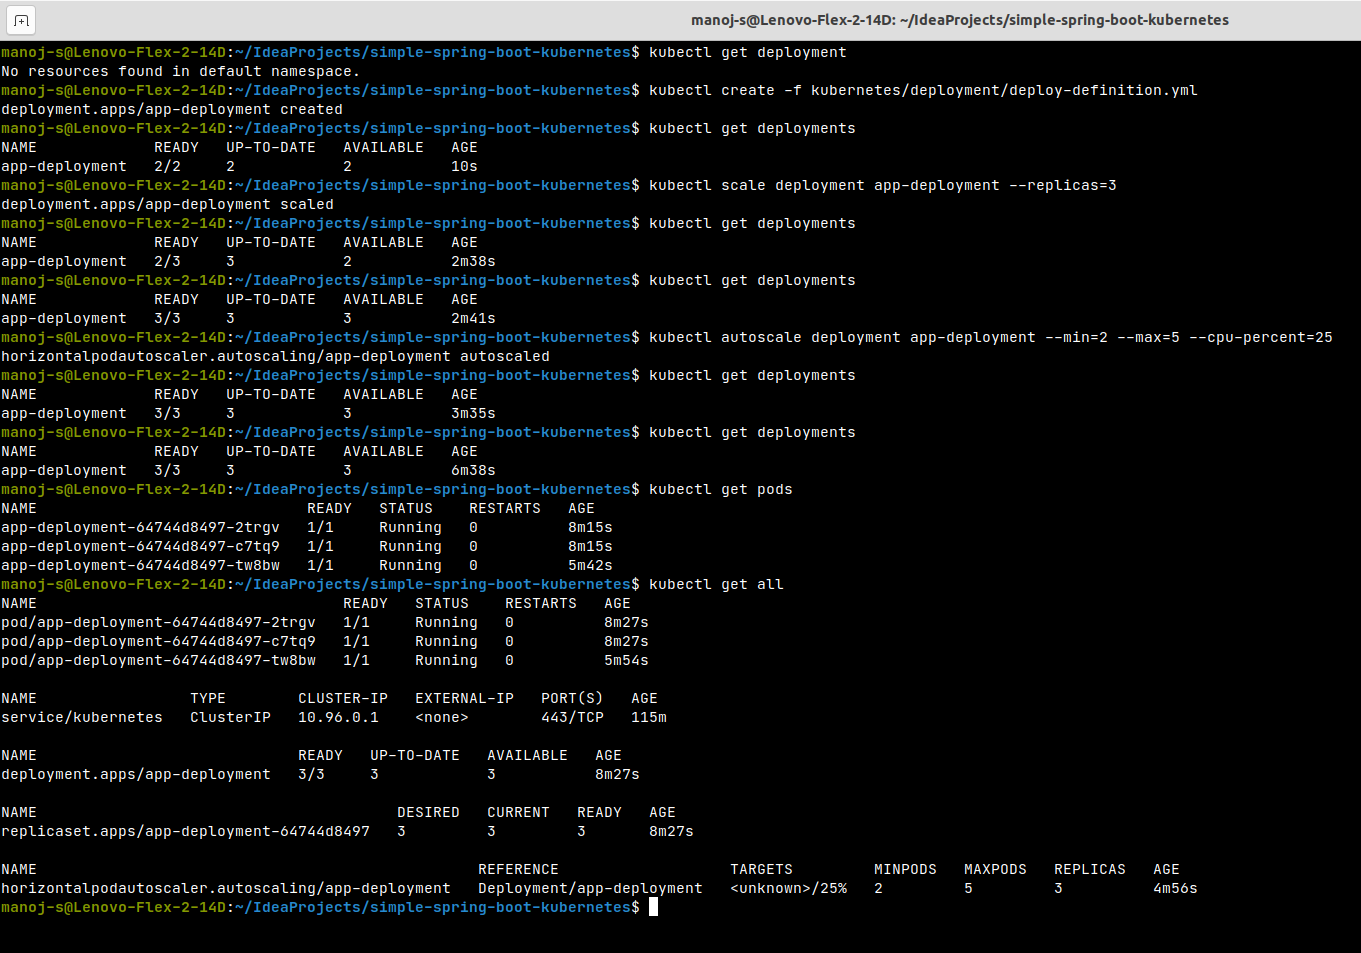 manoj-s@Lenovo-Flex-2-14D: ~/IdeaProjects/simple-spring-boot-kubernetes
manoj-s@Lenovo-Flex-2-14D:~/IdeaProjects/simple-spring-boot-kubernetes$ kubectl get deployment
No resources found in default namespace.
manoj-s@Lenovo-Flex-2-14D:~/IdeaProjects/simple-spring-boot-kubernetes$ kubectl create -f kubernetes/deployment/deploy-definition.yml
deployment.apps/app-deployment created
manoj-s@Lenovo-Flex-2-14D:~/IdeaProjects/simple-spring-boot-kubernetes$ kubectl get deployments
NAME             READY   UP-TO-DATE   AVAILABLE   AGE
app-deployment   2/2     2            2           10s
manoj-s@Lenovo-Flex-2-14D:~/IdeaProjects/simple-spring-boot-kubernetes$ kubectl scale deployment app-deployment --replicas=3
deployment.apps/app-deployment scaled
manoj-s@Lenovo-Flex-2-14D:~/IdeaProjects/simple-spring-boot-kubernetes$ kubectl get deployments
NAME             READY   UP-TO-DATE   AVAILABLE   AGE
app-deployment   2/3     3            2           2m38s
manoj-s@Lenovo-Flex-2-14D:~/IdeaProjects/simple-spring-boot-kubernetes$ kubectl get deployments
NAME             READY   UP-TO-DATE   AVAILABLE   AGE
app-deployment   3/3     3            3           2m41s
manoj-s@Lenovo-Flex-2-14D:~/IdeaProjects/simple-spring-boot-kubernetes$ kubectl autoscale deployment app-deployment --min=2 --max=5 --cpu-percent=25
horizontalpodautoscaler.autoscaling/app-deployment autoscaled
manoj-s@Lenovo-Flex-2-14D:~/IdeaProjects/simple-spring-boot-kubernetes$ kubectl get deployments
NAME             READY   UP-TO-DATE   AVAILABLE   AGE
app-deployment   3/3     3            3           3m35s
manoj-s@Lenovo-Flex-2-14D:~/IdeaProjects/simple-spring-boot-kubernetes$ kubectl get deployments
NAME             READY   UP-TO-DATE   AVAILABLE   AGE
app-deployment   3/3     3            3           6m38s
manoj-s@Lenovo-Flex-2-14D:~/IdeaProjects/simple-spring-boot-kubernetes$ kubectl get pods
NAME                              READY   STATUS    RESTARTS   AGE
app-deployment-64744d8497-2trgv   1/1     Running   0          8m15s
app-deployment-64744d8497-c7tq9   1/1     Running   0          8m15s
app-deployment-64744d8497-tw8bw   1/1     Running   0          5m42s
manoj-s@Lenovo-Flex-2-14D:~/IdeaProjects/simple-spring-boot-kubernetes$ kubectl get all
NAME                                  READY   STATUS    RESTARTS   AGE
pod/app-deployment-64744d8497-2trgv   1/1     Running   0          8m27s
pod/app-deployment-64744d8497-c7tq9   1/1     Running   0          8m27s
pod/app-deployment-64744d8497-tw8bw   1/1     Running   0          5m54s
NAME                 TYPE        CLUSTER-IP   EXTERNAL-IP   PORT(S)   AGE
service/kubernetes   ClusterIP   10.96.0.1    <none>        443/TCP   115m
NAME                             READY   UP-TO-DATE   AVAILABLE   AGE
deployment.apps/app-deployment   3/3     3            3           8m27s
NAME                                        DESIRED   CURRENT   READY   AGE
replicaset.apps/app-deployment-64744d8497   3         3         3       8m27s
NAME                                                 REFERENCE                   TARGETS         MINPODS   MAXPODS   REPLICAS   AGE
horizontalpodautoscaler.autoscaling/app-deployment   Deployment/app-deployment   <unknown>/25%   2         5         3          4m56s
manoj-s@Lenovo-Flex-2-14D:~/IdeaProjects/simple-spring-boot-kubernetes$